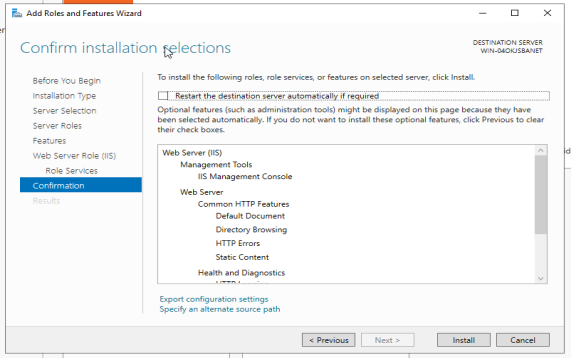 Add Roles and Features Wizard
Confirm installation selections
DESTINATION SERVER
WIN-04OKJSBANET
Before You Begin
Installation Type
Server Selection
Server Roles
Features
Web Server Role (IIS)
Role Services
Confirmation
Results
To install the following roles, role services, or features on selected server, click Install.
Restart the destination server automatically if required
Optional features (such as administration tools) might be displayed on this page because they have
been selected automatically. If you do not want to install these optional features, click Previous to clear
their check boxes.
Web Server (IIS)
Management Tools
IIS Management Console
Web Server
Common HTTP Features
Default Document
Directory Browsing
HTTP Errors
Static Content
Health and Diagnostics
Export configuration settings
Specify an alternate source path
< Previous
Next >
Install
Cancel